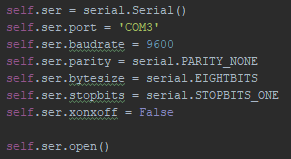 self.ser = serial.Serial()
self.ser.port = 'COM3'
self.ser.baudrate = 9600
self.ser.parity = serial.PARITY_NONE
self.ser.bytesize = serial.EIGHTBITS
self.ser.stopbits = serial.STOPBITS_ONE
self.ser.xonxoff = False
self.ser.open()